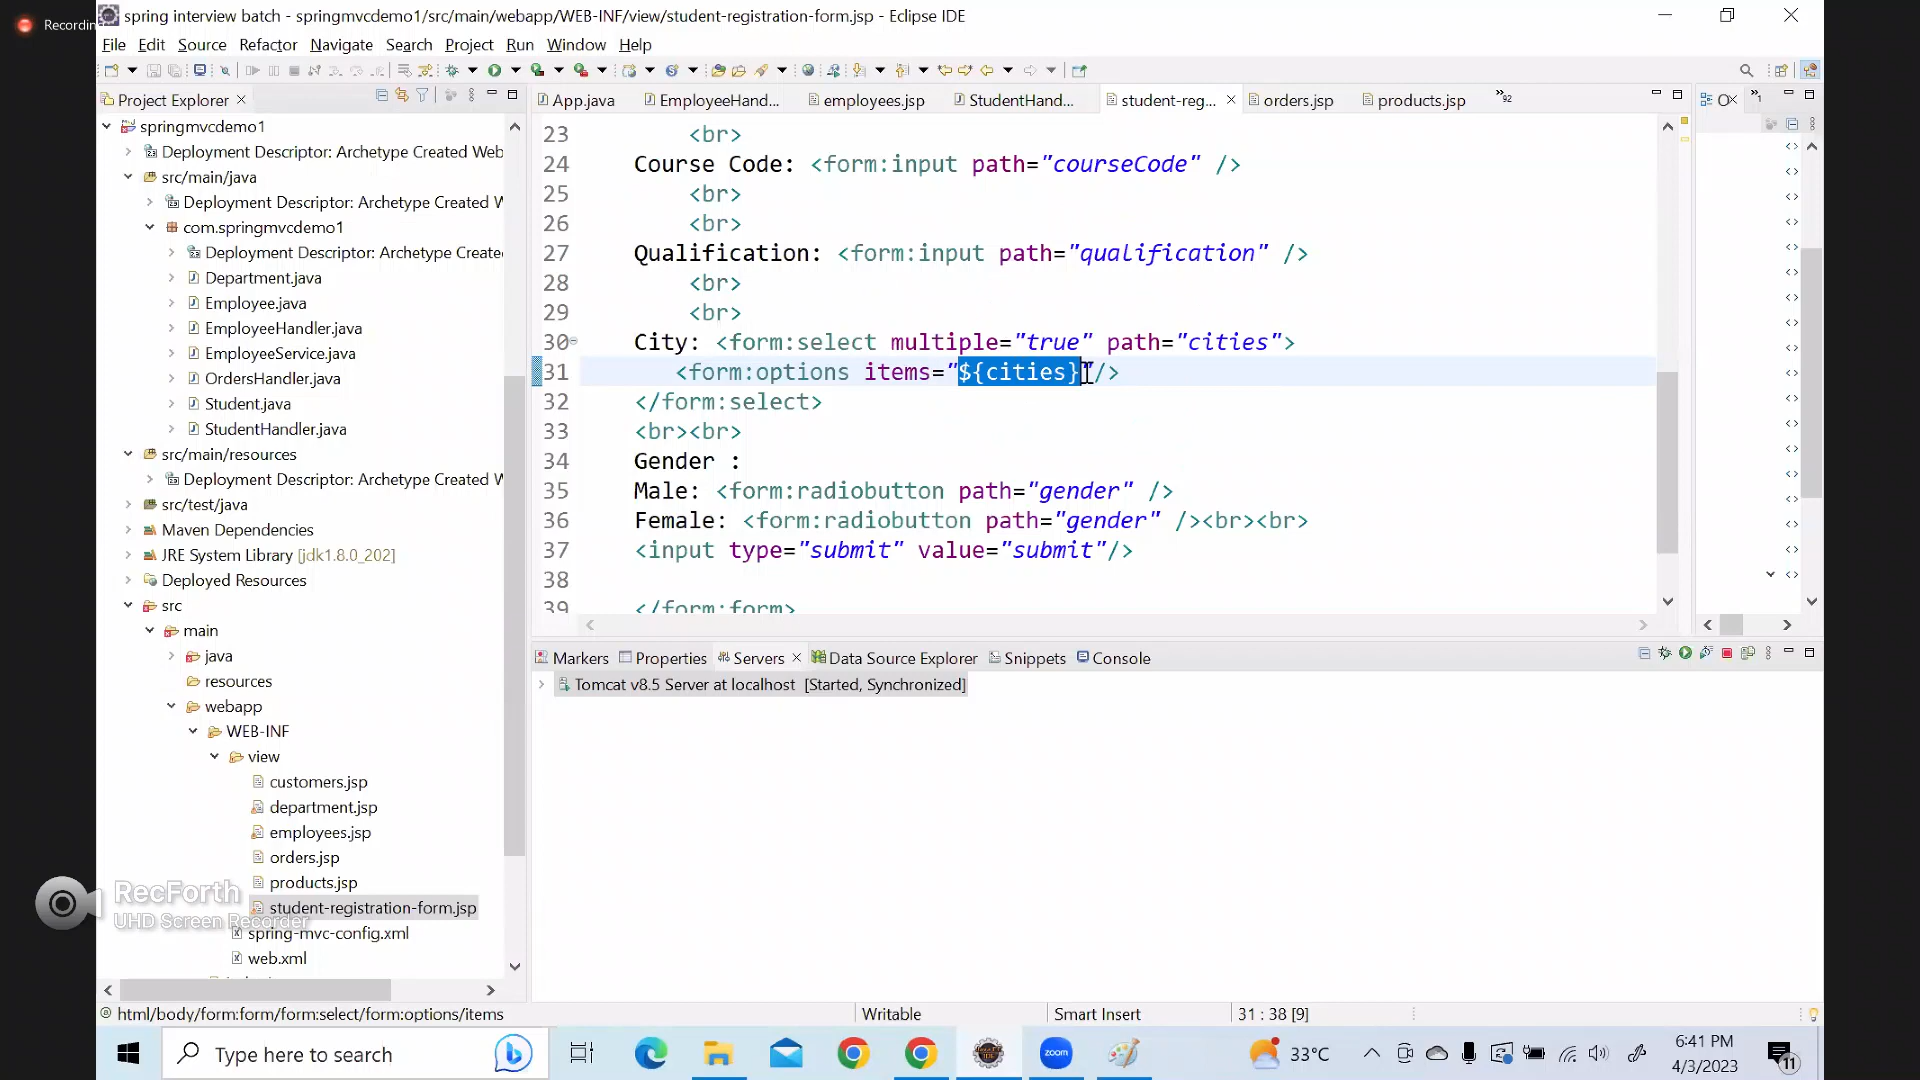 Recording
spring interview batch - springmvcdemo1/src/main/webapp/WEB-INF/view/student-registration-form.jsp - Eclipse IDE
File Edit Source Refactor Navigate Search Project Run Window Help
Project Explorer
App.java EmployeeHand... employees.jsp StudentHand... student-reg... orders.jsp products.jsp 92
springmvcdemo1
Deployment Descriptor: Archetype Created Web
src/main/java
Deployment Descriptor: Archetype Created W
com.springmvcdemo1
Deployment Descriptor: Archetype Create
Department.java
Employee.java
EmployeeHandler.java
EmployeeService.java
OrdersHandler.java
Student.java
StudentHandler.java
src/main/resources
Deployment Descriptor: Archetype Created W
src/test/java
Maven Dependencies
JRE System Library [jdk1.8.0_202]
Deployed Resources
src
main
java
resources
webapp
WEB-INF
view
customers.jsp
department.jsp
employees.jsp
orders.jsp
products.jsp
student-registration-form.jsp
spring-mvc-config.xml
web.xml
23 <br>
24 Course Code: <form:input path="courseCode" />
25 <br>
26 <br>
27 Qualification: <form:input path="qualification" />
28 <br>
29 <br>
30 City: <form:select multiple="true" path="cities">
31 <form:options items="${cities}"/>
32 </form:select>
33 <br><br>
34 Gender :
35 Male: <form:radiobutton path="gender" />
36 Female: <form:radiobutton path="gender" /><br><br>
37 <input type="submit" value="submit"/>
38
39 </form:form>
Markers Properties Servers Data Source Explorer Snippets Console
Tomcat v8.5 Server at localhost [Started, Synchronized]
RecForth
UHD Screen Recorder
html/body/form:form/form:select/form:options/items Writable Smart Insert 31 : 38 [9]
Type here to search
zoom
33°C
6:41 PM
4/3/2023
11